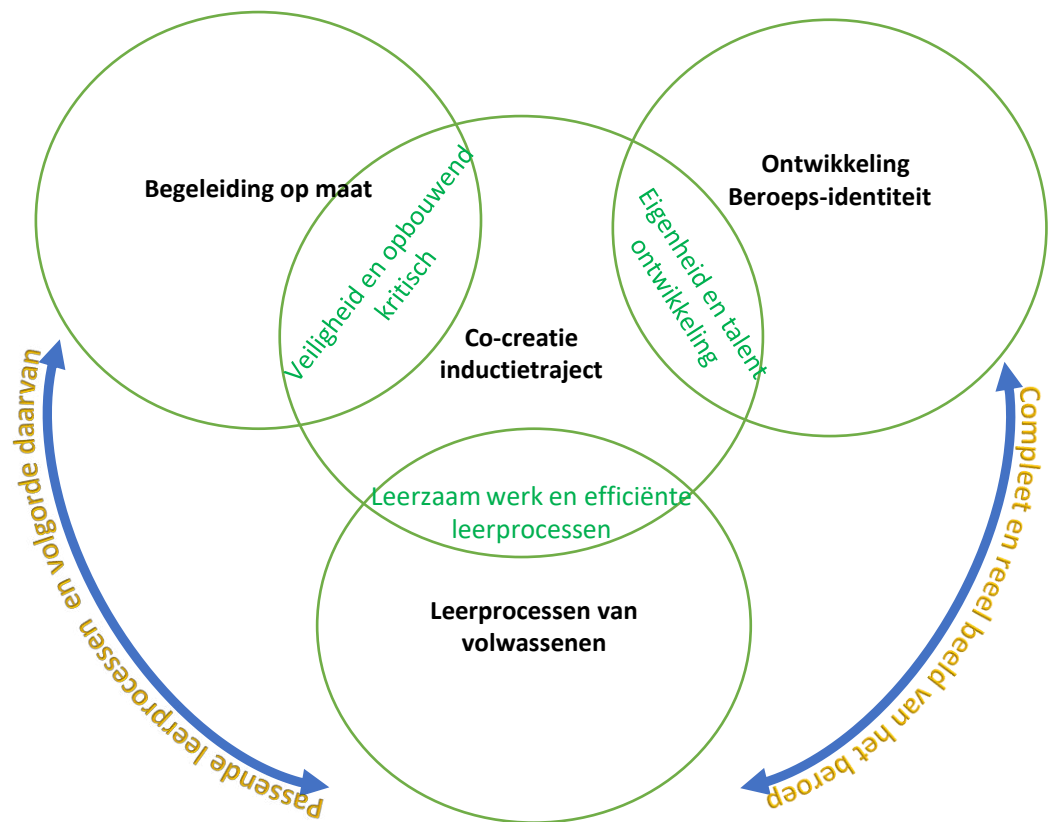 Begeleiding op maat
Ontwikkeling
Beroeps-identiteit
Veiligheid en opbouwend
kritisch
Eigenheid en talent
ontwikkeling
Co-creatie
inductietraject
Leerzaam werk en efficiënte
leerprocessen
Leerprocessen van
volwassenen
Passende leerprocessen en volgorde daarvan
Compleet en reeel beeld van het beroep